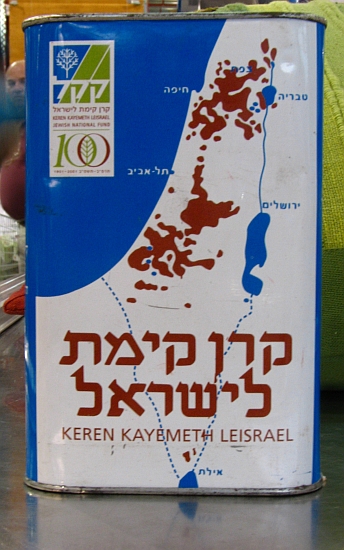 קק"ל
קרן קימת לישראל
KEREN KAYEMETH LEISRAEL
JEWISH NATIONAL FUND
100
צפת
חיפה
טבריה
תל-אביב
ירושלים
קרן קימת
לישראל
KEREN KAYEMETH LEISRAEL
אילת